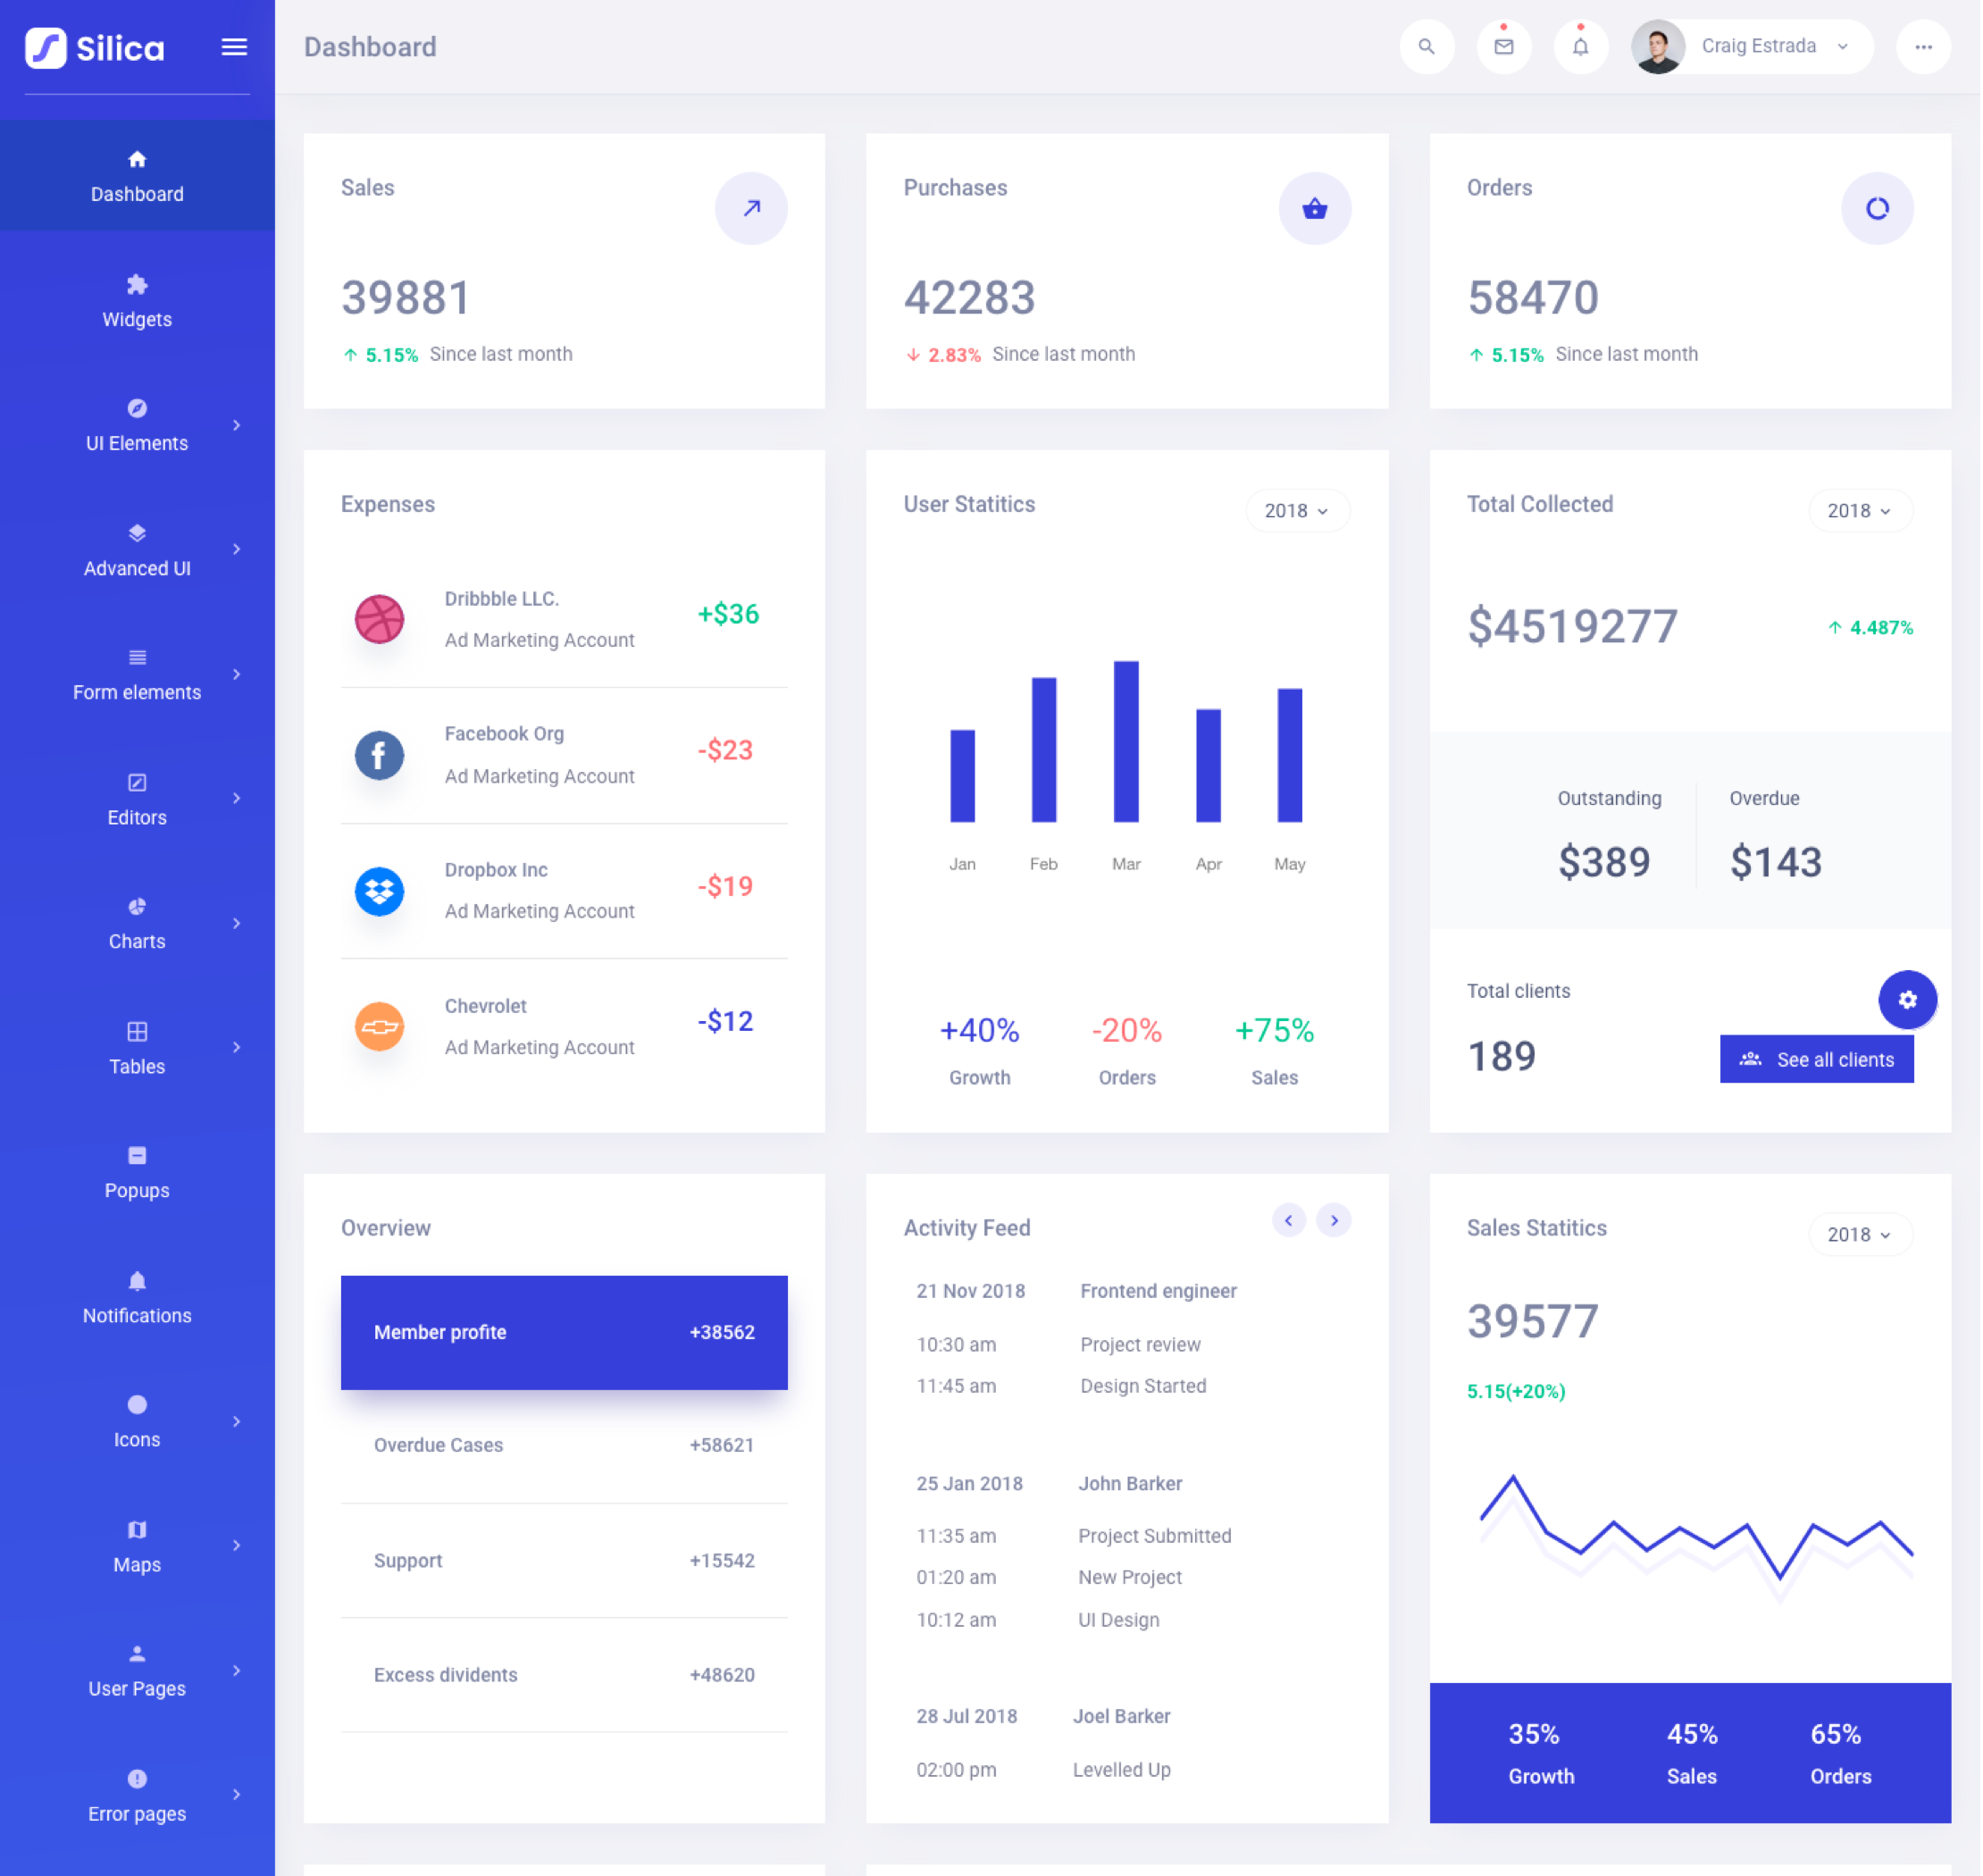 Silica
Dashboard
Craig Estrada
Dashboard
Widgets
UI Elements
Advanced UI
Form elements
Editors
Charts
Tables
Popups
Notifications
Icons
Maps
User Pages
Error pages
Sales
39881
5.15% Since last month
Purchases
42283
2.83% Since last month
Orders
58470
5.15% Since last month
Expenses
Dribbble LLC.
Ad Marketing Account
+$36
Facebook Org
Ad Marketing Account
-$23
Dropbox Inc
Ad Marketing Account
-$19
Chevrolet
Ad Marketing Account
-$12
User Statitics
2018
Jan Feb Mar Apr May
+40% -20% +75%
Growth Orders Sales
Total Collected
2018
$4519277
4.487%
Outstanding Overdue
$389 $143
Total clients
189
See all clients
Overview
Member profite +38562
Overdue Cases +58621
Support +15542
Excess dividents +48620
Activity Feed
21 Nov 2018 Frontend engineer
10:30 am Project review
11:45 am Design Started
25 Jan 2018 John Barker
11:35 am Project Submitted
01:20 am New Project
10:12 am UI Design
28 Jul 2018 Joel Barker
02:00 pm Levelled Up
Sales Statitics
2018
39577
5.15(+20%)
35% 45% 65%
Growth Sales Orders